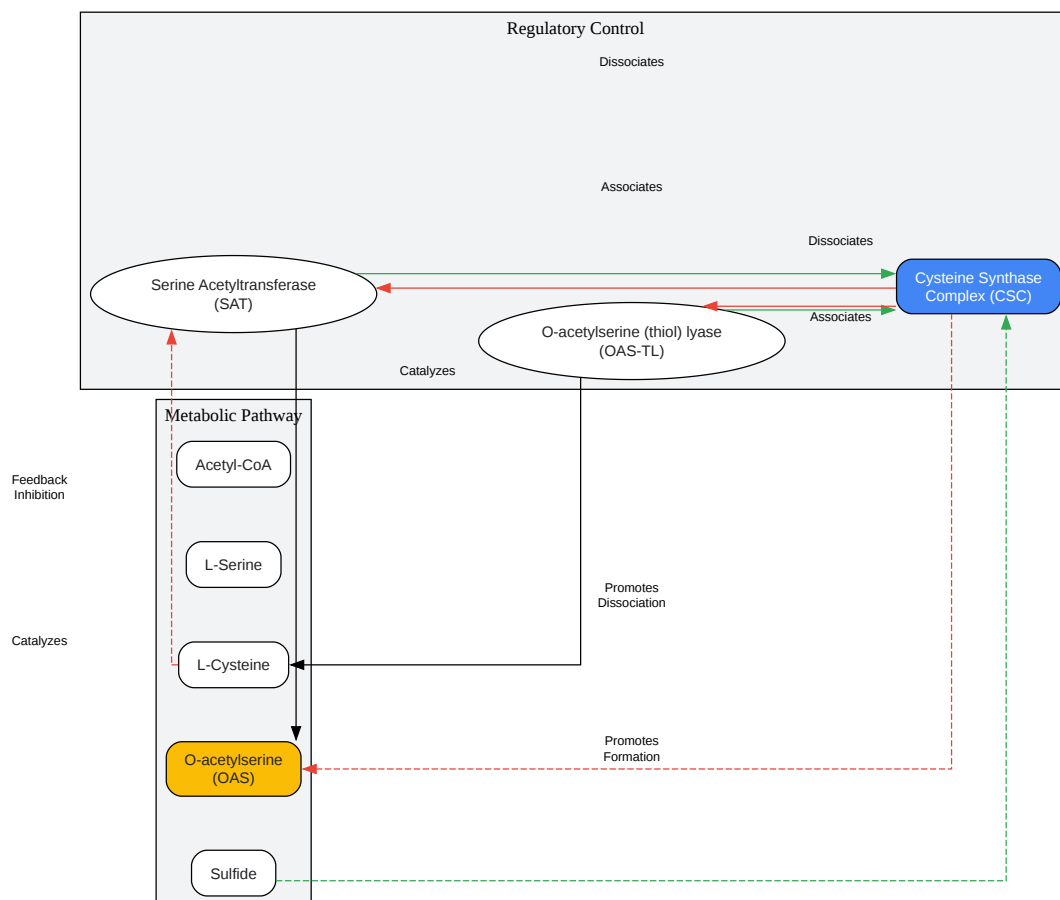 Regulatory Control
Dissociates
Associates
Dissociates
Serine Acetyltransferase
(SAT)
Cysteine Synthase
Complex (CSC)
Associates
O-acetylserine (thiol) lyase
(OAS-TL)
Catalyzes
Metabolic Pathway
Acetyl-CoA
Feedback
Inhibition
L-Serine
Promotes
Dissociation
Catalyzes
L-Cysteine
Promotes
Formation
O-acetylserine
(OAS)
Sulfide